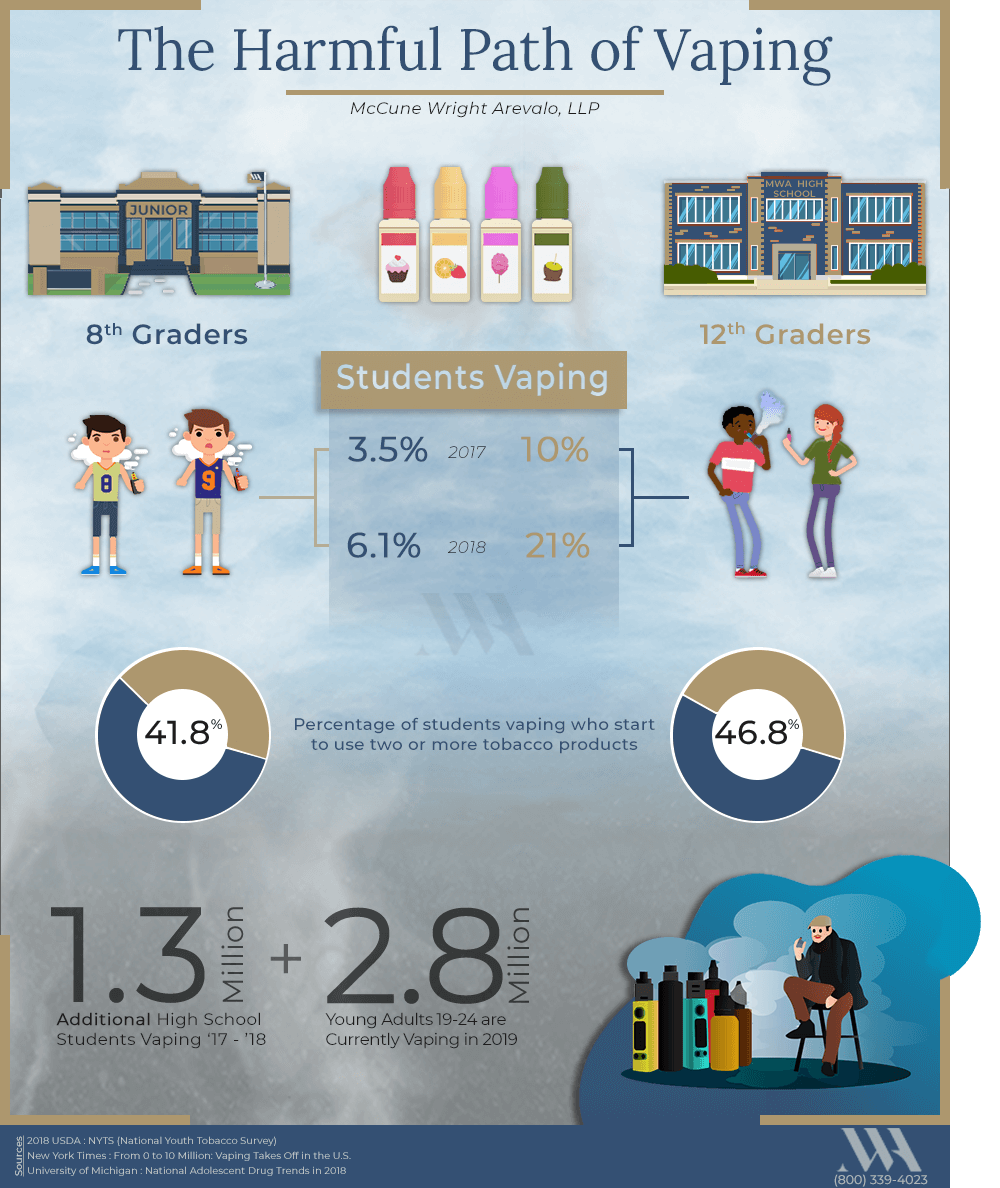 The Harmful Path of Vaping
McCune Wright Arevalo, LLP
JUNIOR
MWA HIGH
SCHOOL
8th Graders
12th Graders
Students Vaping
3.5% 2017 10%
6.1% 2018 21%
8
9
41.8%
Percentage of students vaping who start
to use two or more tobacco products
46.8%
1.3 Million
Additional High School
Students Vaping ‘17 - ’18
+
2.8 Million
Young Adults 19-24 are
Currently Vaping in 2019
Sources
2018 USDA : NYTS (National Youth Tobacco Survey)
New York Times : From 0 to 10 Million: Vaping Takes Off in the U.S.
University of Michigan : National Adolescent Drug Trends in 2018
(800) 339-4023